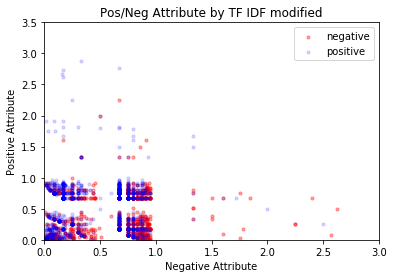 Pos/Neg Attribute by TF IDF modified
negative
positive
Positive Attribute
3.5
3.0
2.5
2.0
1.5
1.0
0.5
0.0
0.0 0.5 1.0 1.5 2.0 2.5 3.0
Negative Attribute